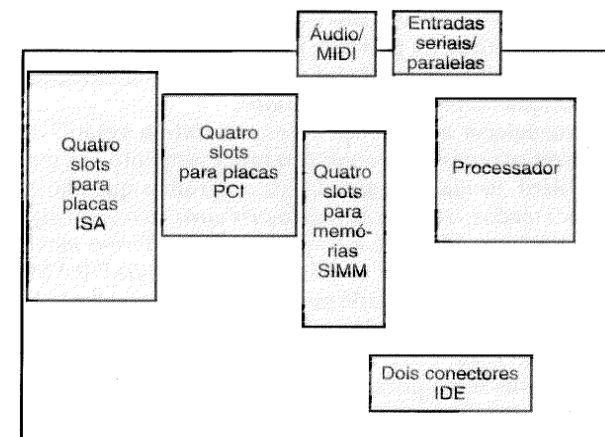 Áudio/
MIDI
Entradas
seriais/
paralelas
Quatro
slots
para
placas
ISA
Quatro
slots
para placas
PCI
Quatro
slots
para
memó-
rias
SIMM
Processador
Dois conectores
IDE